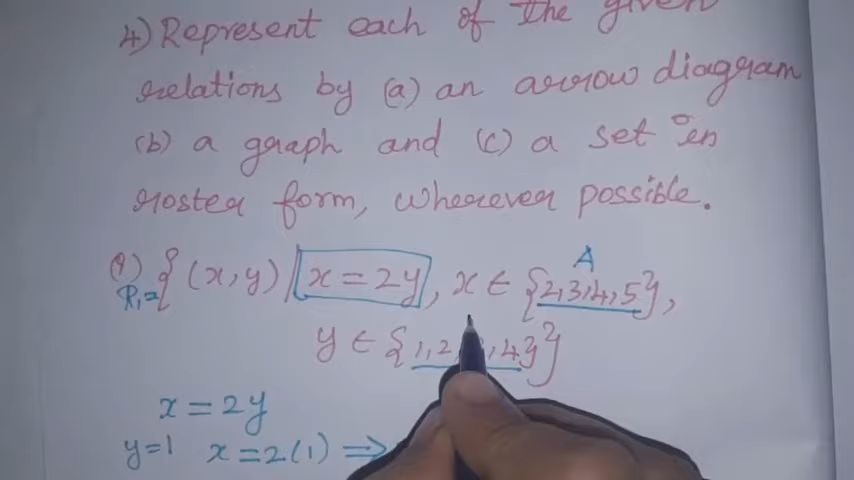 4) Represent each of the given
relations by (a) an arrow diagram
(b) a graph and (c) a set in
roster form, wherever possible.
A
(i) { (x,y) | x = 2y , x ∈ {2,3,4,5},
R₁=
y ∈ {1,2, ,4}}
x = 2y
y=1 x = 2(1) ⇒